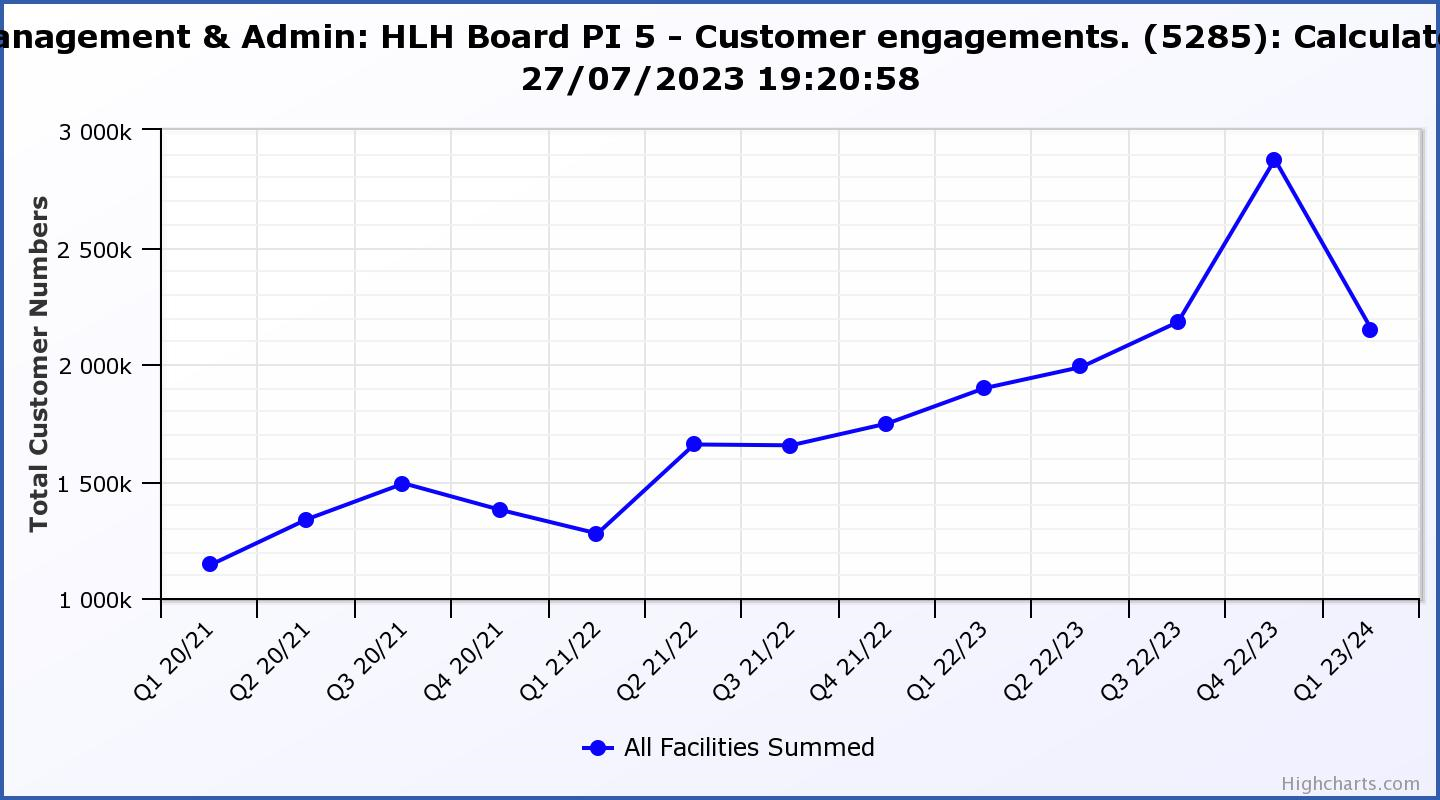 anagement & Admin: HLH Board PI 5 – Customer engagements. (5285): Calculat
27/07/2023 19:20:58
3 000k
2 500k
2 000k
1 500k
1 000k
Total Customer Numbers
Q1 20/21
Q2 20/21
Q3 20/21
Q4 20/21
Q1 21/22
Q2 21/22
Q3 21/22
Q4 21/22
Q1 22/23
Q2 22/23
Q3 22/23
Q4 22/23
Q1 23/24
All Facilities Summed
Highcharts.com